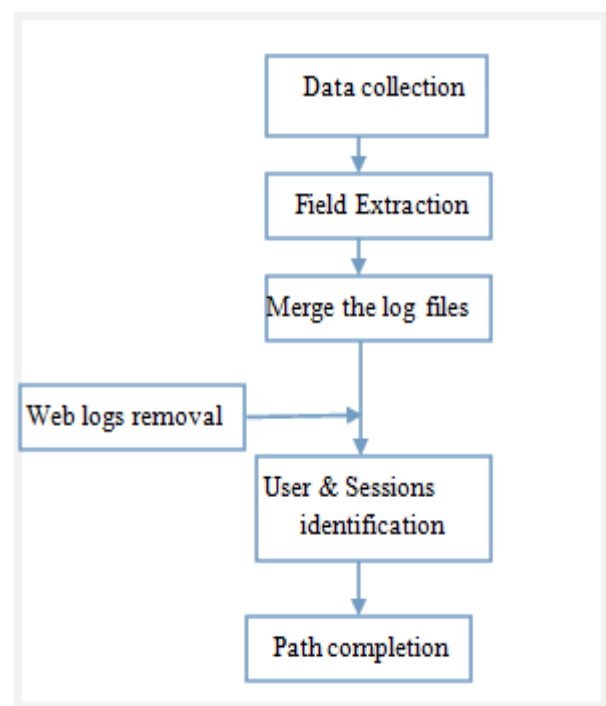 Data collection
Field Extraction
Merge the log files
Web logs removal
User & Sessions
identification
Path completion